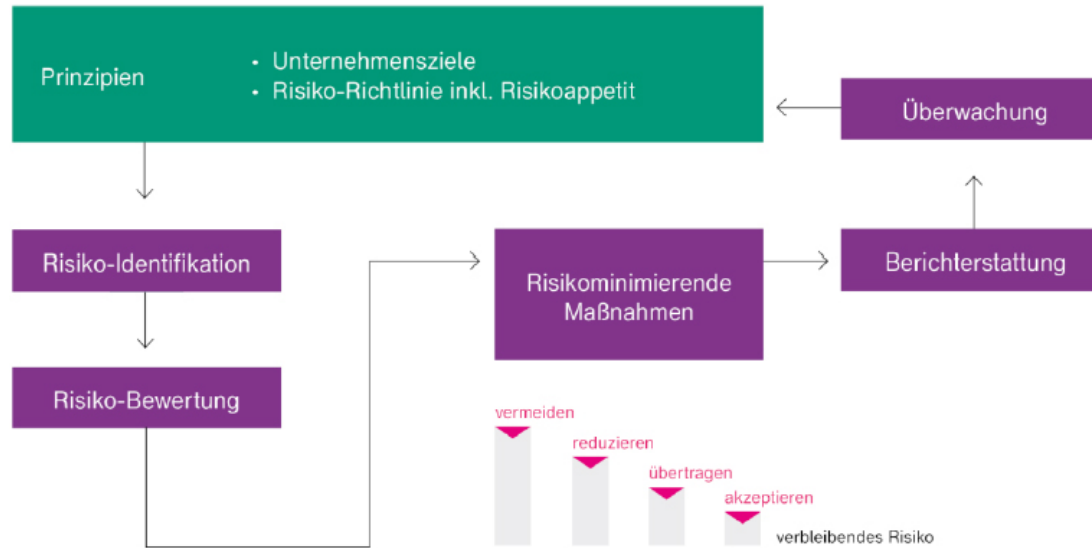 Prinzipien
• Unternehmensziele
• Risiko-Richtlinie inkl. Risikoappetit
Überwachung
Risiko-Identifikation
Risikominimierende
Maßnahmen
Berichterstattung
Risiko-Bewertung
vermeiden
reduzieren
übertragen
akzeptieren
verbleibendes Risiko